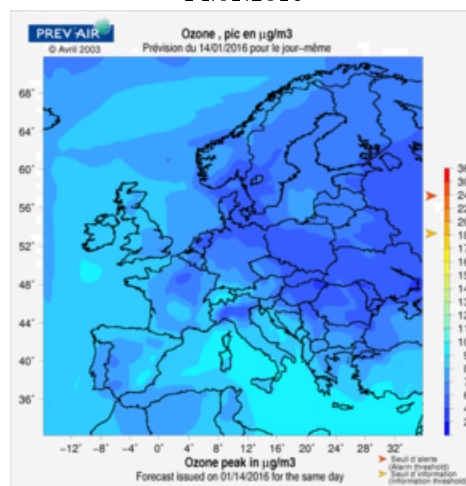 PREV'AIR
© Avril 2003
Ozone , pic en µg/m3
Prévision du 14/01/2016 pour le jour–même
68°
64°
60°
56°
52°
48°
44°
40°
36°
−12° −8° −4° 0° 4° 8° 12° 16° 20° 24° 28° 32°
Ozone peak in µg/m3
Forecast issued on 01/14/2016 for the same day
Seuil d'alerte
(Alarm threshold)
Seuil d'information
(Information threshold)